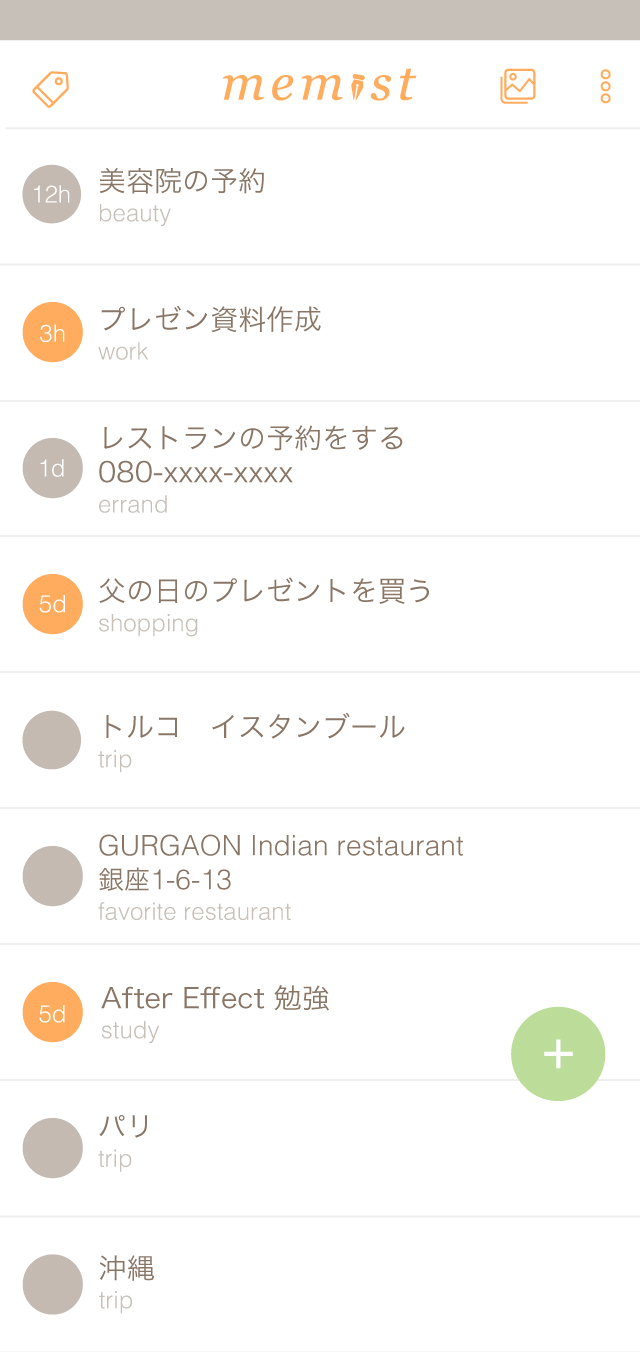 memist
12h
美容院の予約
beauty
3h
プレゼン資料作成
work
1d
レストランの予約をする
080-xxxx-xxxx
errand
5d
父の日のプレゼントを買う
shopping
トルコ　イスタンブール
trip
GURGAON Indian restaurant
銀座1-6-13
favorite restaurant
5d
After Effect 勉強
study
+
パリ
trip
沖縄
trip